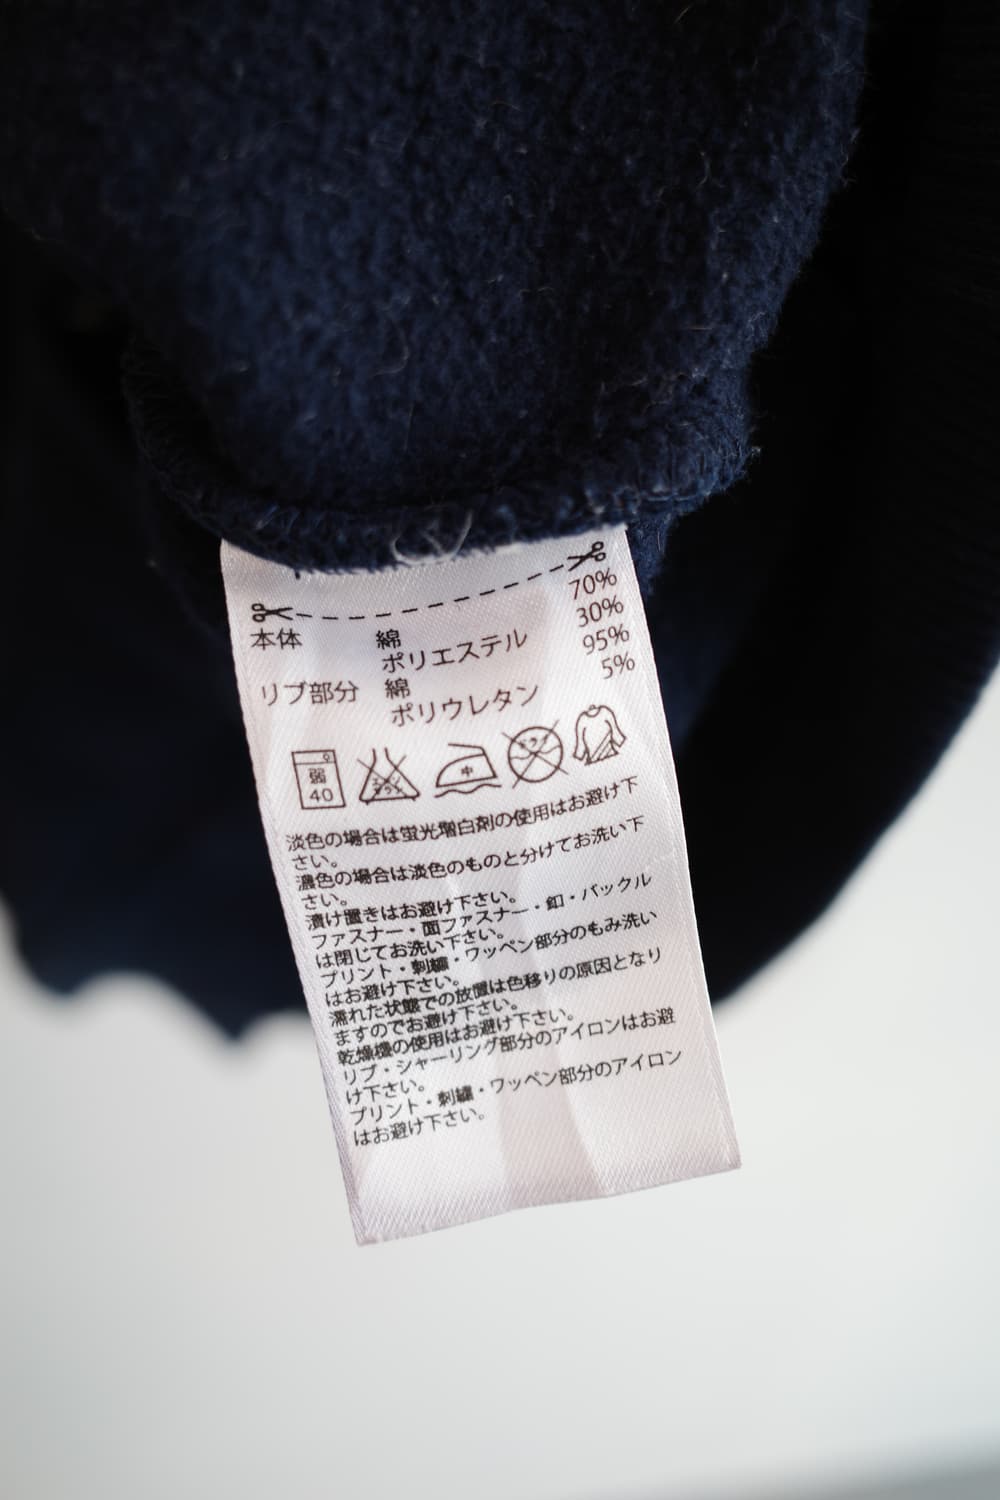 本体 綿 70%
ポリエステル 30%
リブ部分 綿 95%
ポリウレタン 5%
弱 40 エンソサラシ 中 ドライ
淡色の場合は蛍光増白剤の使用はお避け下
さい。
濃色の場合は淡色のものと分けてお洗い下
さい。
漬け置きはお避け下さい。
ファスナー・面ファスナー・釦・バックル
は閉じてお洗い下さい。
プリント・刺繍・ワッペン部分のもみ洗い
はお避け下さい。
濡れた状態での放置は色移りの原因となり
ますのでお避け下さい。
乾燥機の使用はお避け下さい。
リブ・シャーリング部分のアイロンはお避
け下さい。
プリント・刺繍・ワッペン部分のアイロン
はお避け下さい。